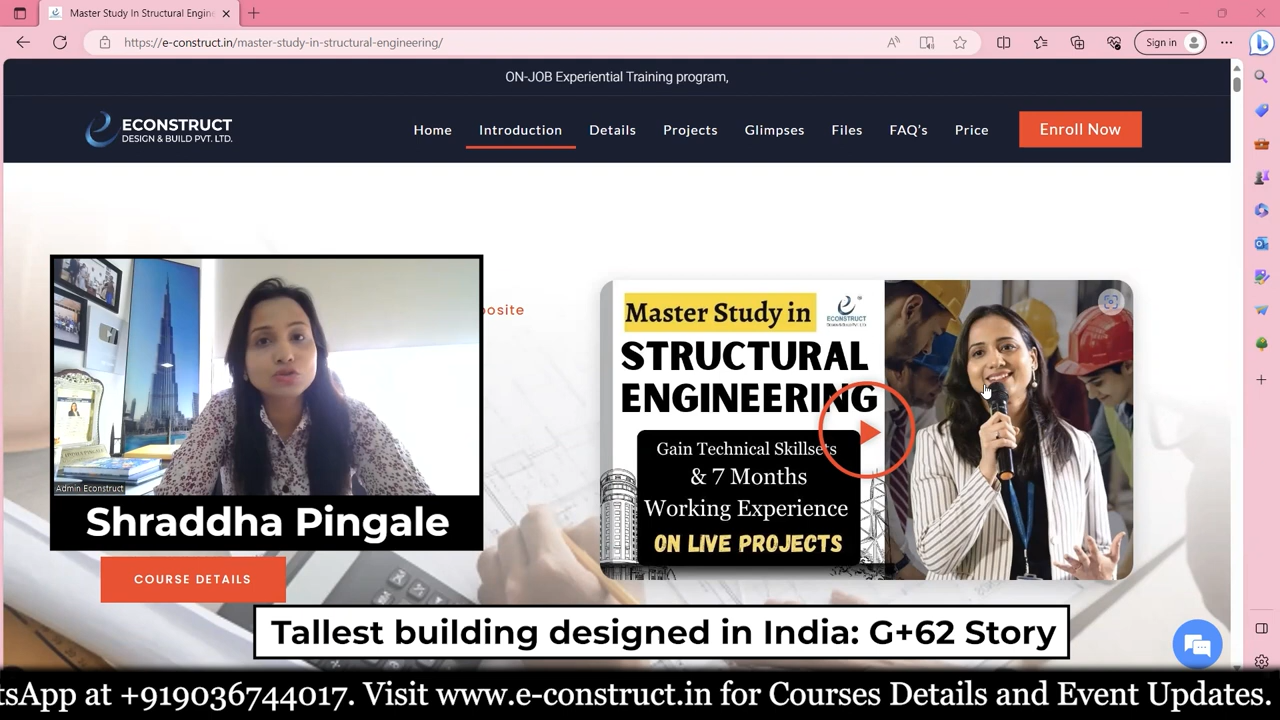 Master Study In Structural Engine
https://e-construct.in/master-study-in-structural-engineering/
Sign in
ON-JOB Experiential Training program,
ECONSTRUCT
DESIGN & BUILD PVT. LTD.
Home
Introduction
Details
Projects
Glimpses
Files
FAQ's
Price
Enroll Now
posite
Master Study in
ECONSTRUCT
STRUCTURAL
ENGINEERING
Gain Technical Skillsets
& 7 Months
Working Experience
ON LIVE PROJECTS
Admin Econstruct
Shraddha Pingale
COURSE DETAILS
Tallest building designed in India: G+62 Story
tsApp at +919036744017. Visit www.e-construct.in for Courses Details and Event Updates.